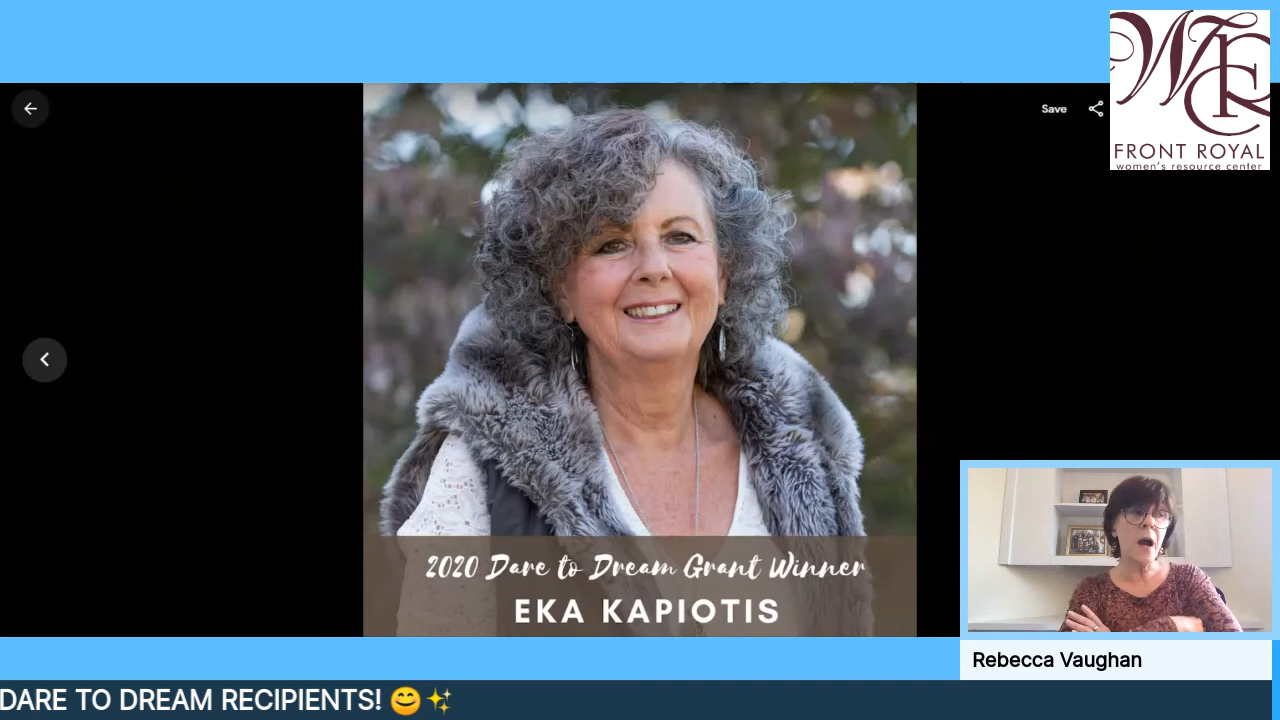 Save
WRC
FRONT ROYAL
women's resource center
2020 Dare to Dream Grant Winner
EKA KAPIOTIS
Rebecca Vaughan
DARE TO DREAM RECIPIENTS! 😊✨